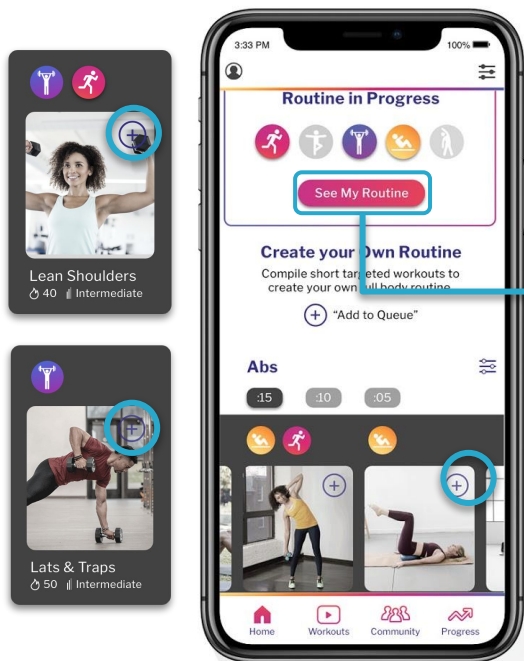 Lean Shoulders
40 Intermediate
Lats & Traps
50 Intermediate
3:33 PM 100%
Routine in Progress
See My Routine
Create your Own Routine
Compile short targeted workouts to
create your own full body routine
"Add to Queue"
Abs
:15 :10 :05
Home Workouts Community Progress